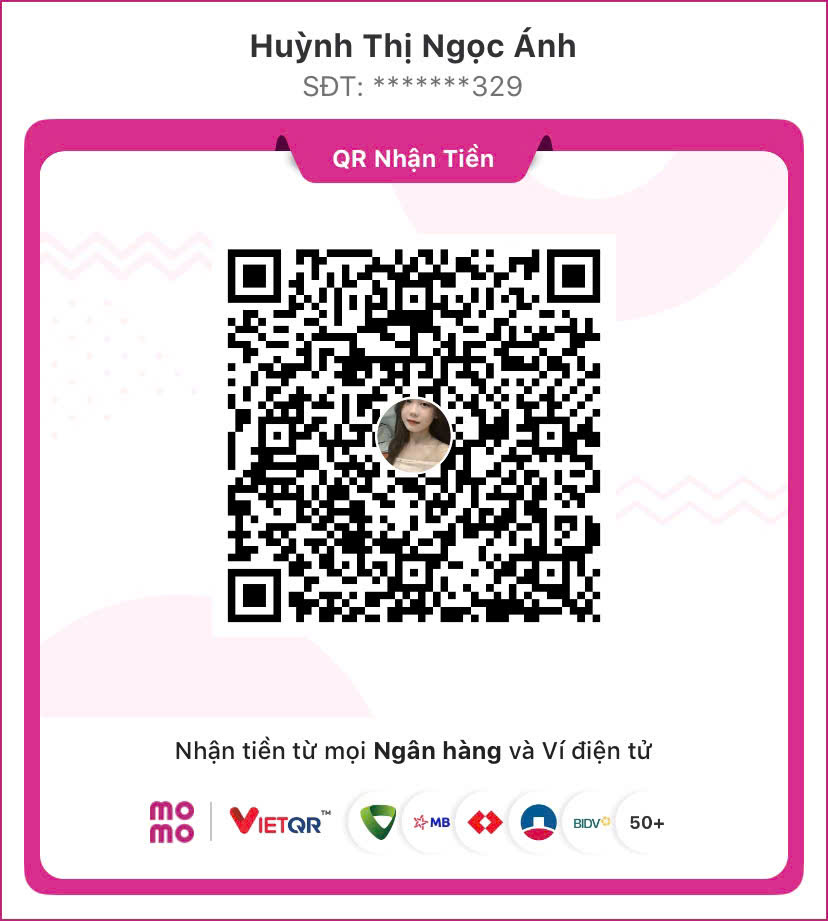 Huỳnh Thị Ngọc Ánh
SĐT: *******329
QR Nhận Tiền
Nhận tiền từ mọi Ngân hàng và Ví điện tử
mo mo VIETQR™ MB BIDV 50+